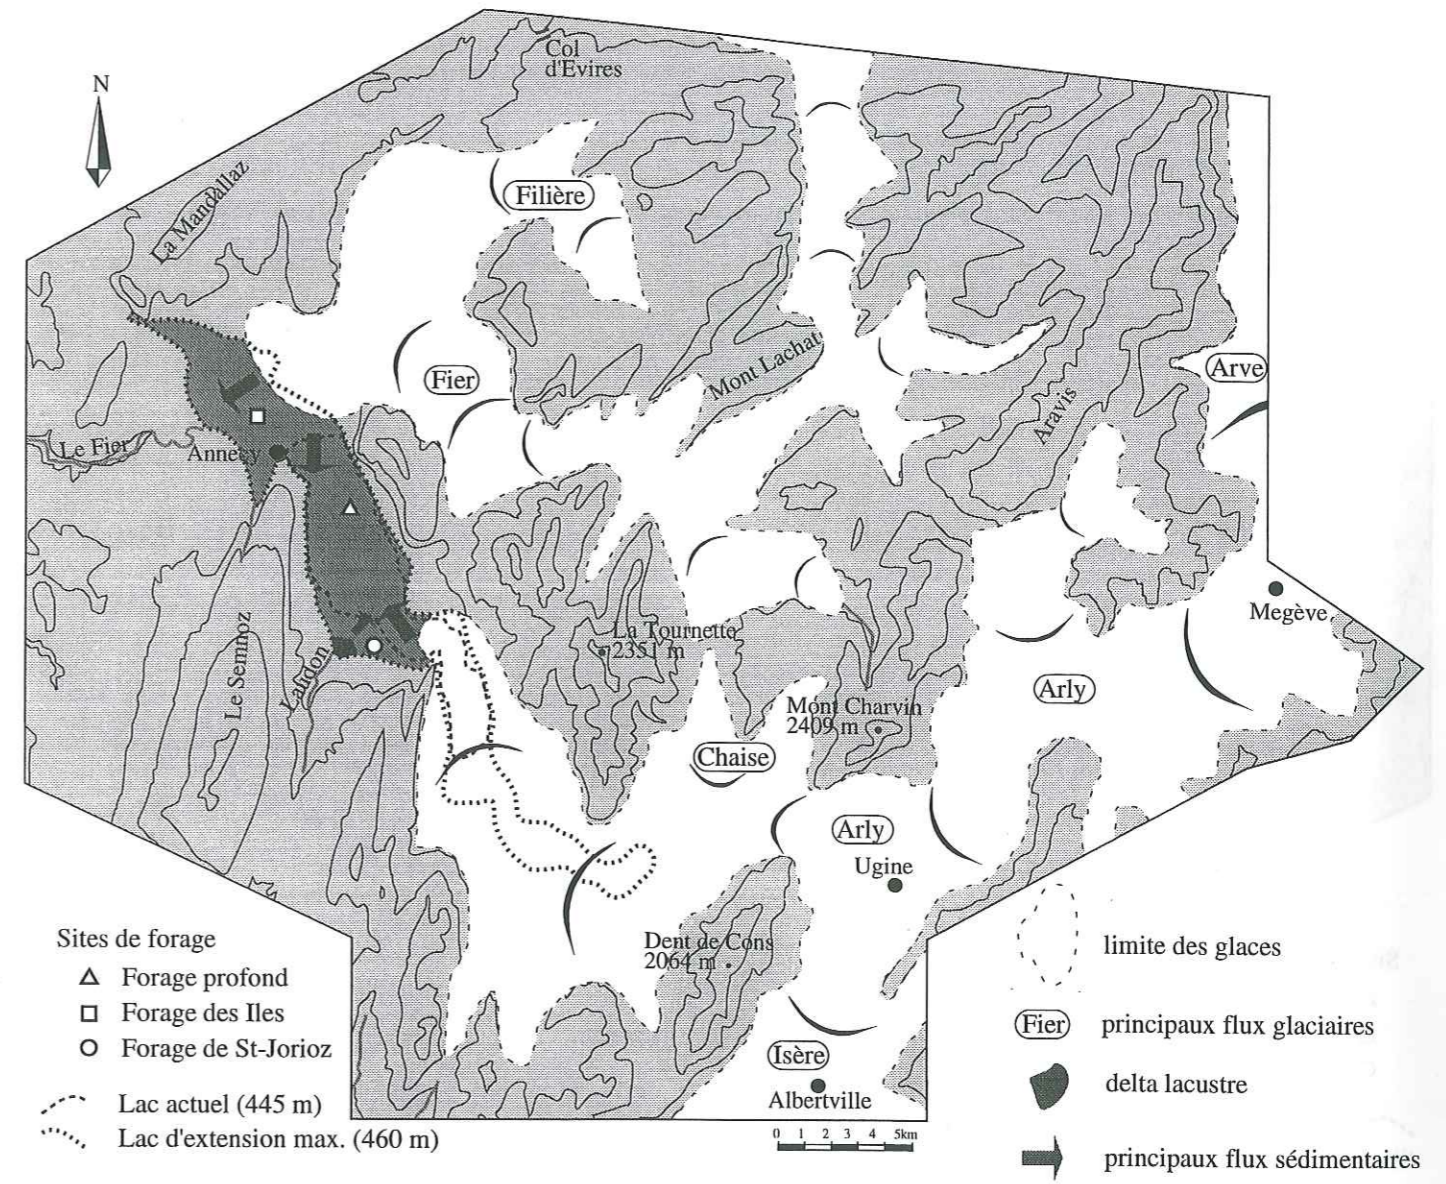 Col
d'Evires
N
La Mandallaz
Filière
Fier
Mont Lachat
Arve
Aravis
Le Fier
Annecy
Megève
La Tournette
2351 m
Le Semnoz
Laudon
Arly
Mont Charvin
2409 m
Chaise
Arly
Ugine
Dent de Cons
2064 m
Isère
Albertville
0 1 2 3 4 5km
Sites de forage
Forage profond
Forage des Iles
Forage de St-Jorioz
Lac actuel (445 m)
Lac d'extension max. (460 m)
limite des glaces
Fier
principaux flux glaciaires
delta lacustre
principaux flux sédimentaires